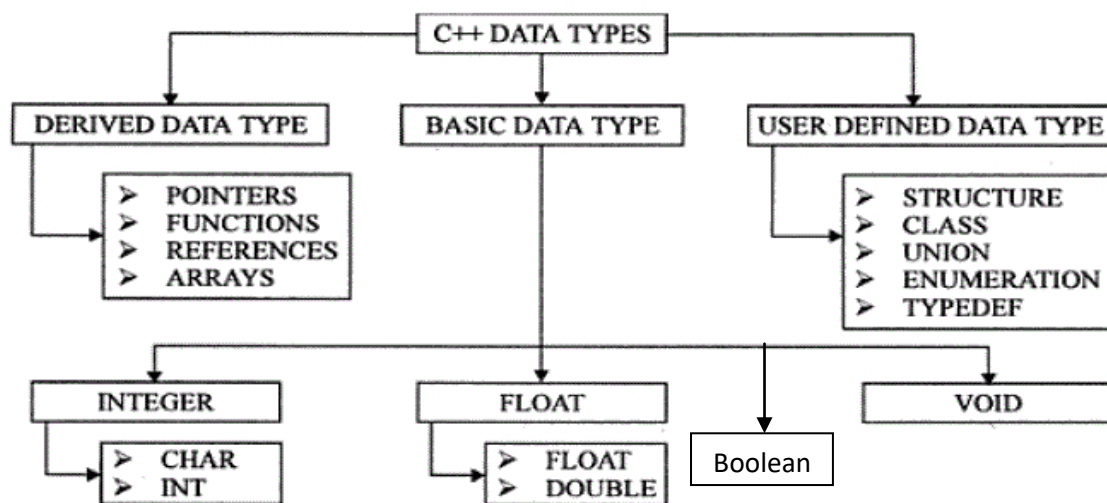 C++ DATA TYPES
DERIVED DATA TYPE
BASIC DATA TYPE
USER DEFINED DATA TYPE
➢ POINTERS
➢ FUNCTIONS
➢ REFERENCES
➢ ARRAYS
➢ STRUCTURE
➢ CLASS
➢ UNION
➢ ENUMERATION
➢ TYPEDEF
INTEGER
FLOAT
VOID
➢ CHAR
➢ INT
➢ FLOAT
➢ DOUBLE
Boolean